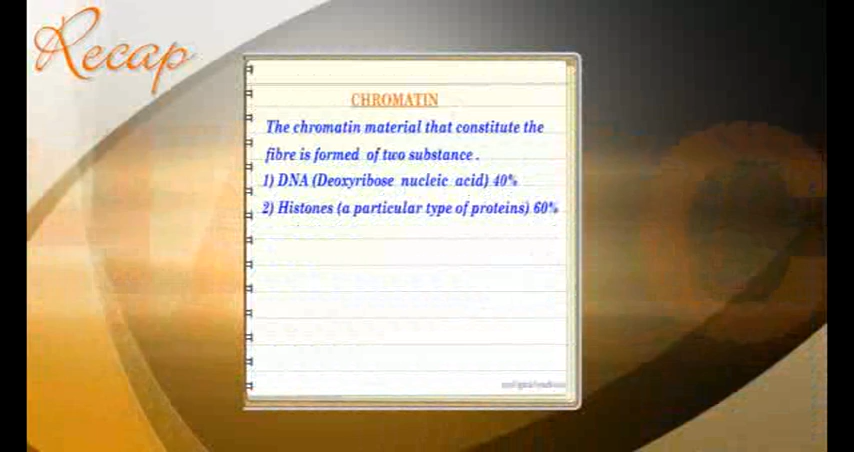 Recap
CHROMATIN
The chromatin material that constitute the
fibre is formed of two substance .
1) DNA (Deoxyribose nucleic acid) 40%
2) Histones (a particular type of proteins) 60%